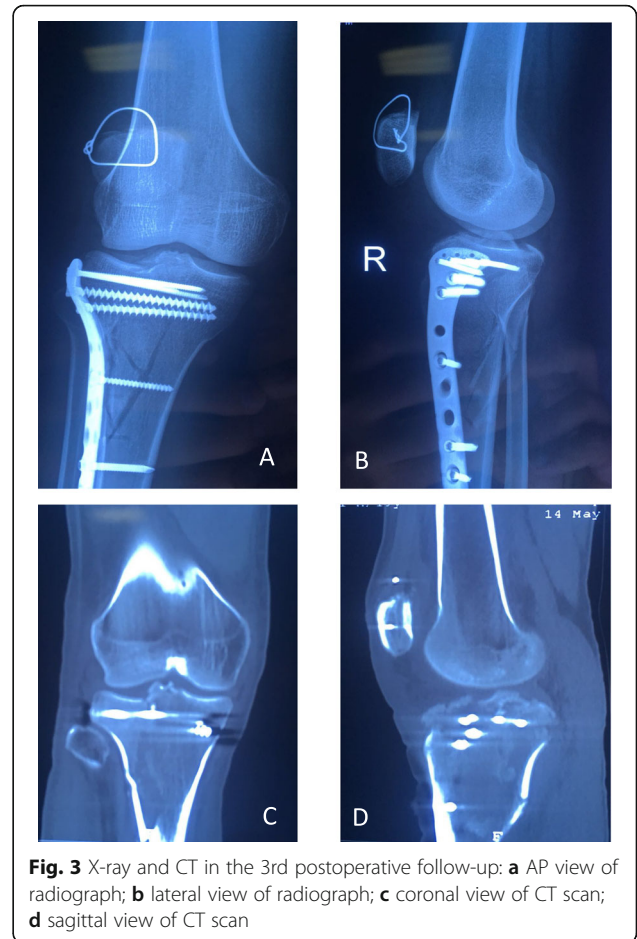 A
R
B
14 May
C
D
Fig. 3 X-ray and CT in the 3rd postoperative follow-up: a AP view of
radiograph; b lateral view of radiograph; c coronal view of CT scan;
d sagittal view of CT scan